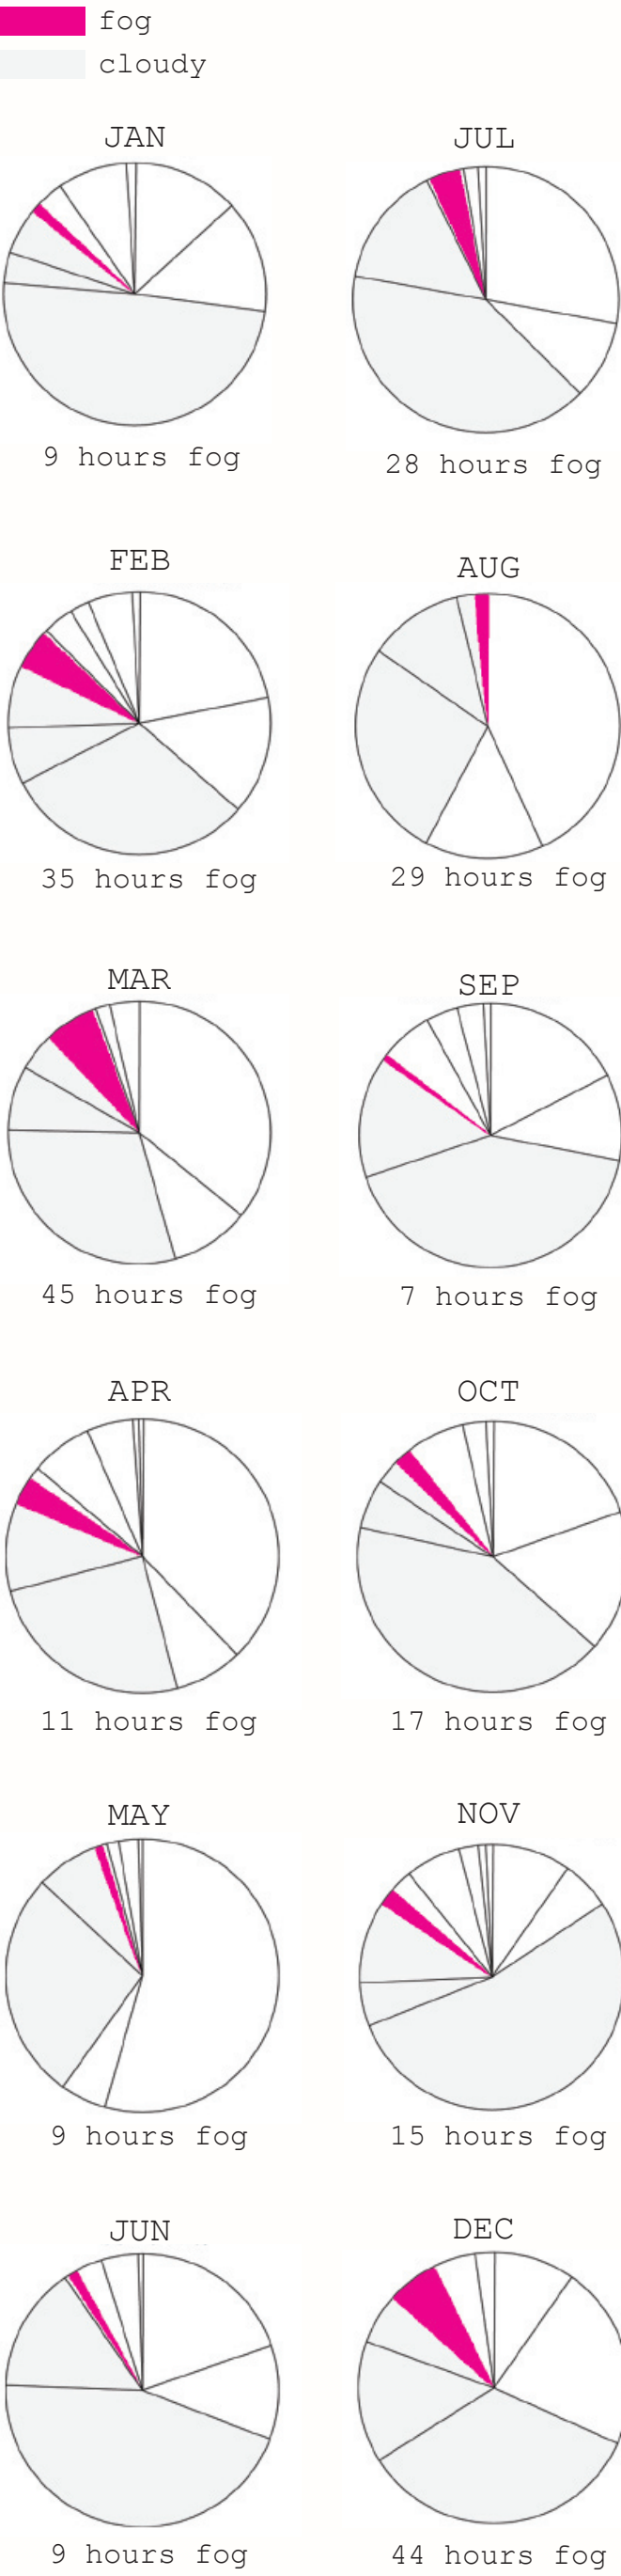 fog
cloudy
JAN
9 hours fog
JUL
28 hours fog
FEB
35 hours fog
AUG
29 hours fog
MAR
45 hours fog
SEP
7 hours fog
APR
11 hours fog
OCT
17 hours fog
MAY
9 hours fog
NOV
15 hours fog
JUN
9 hours fog
DEC
44 hours fog